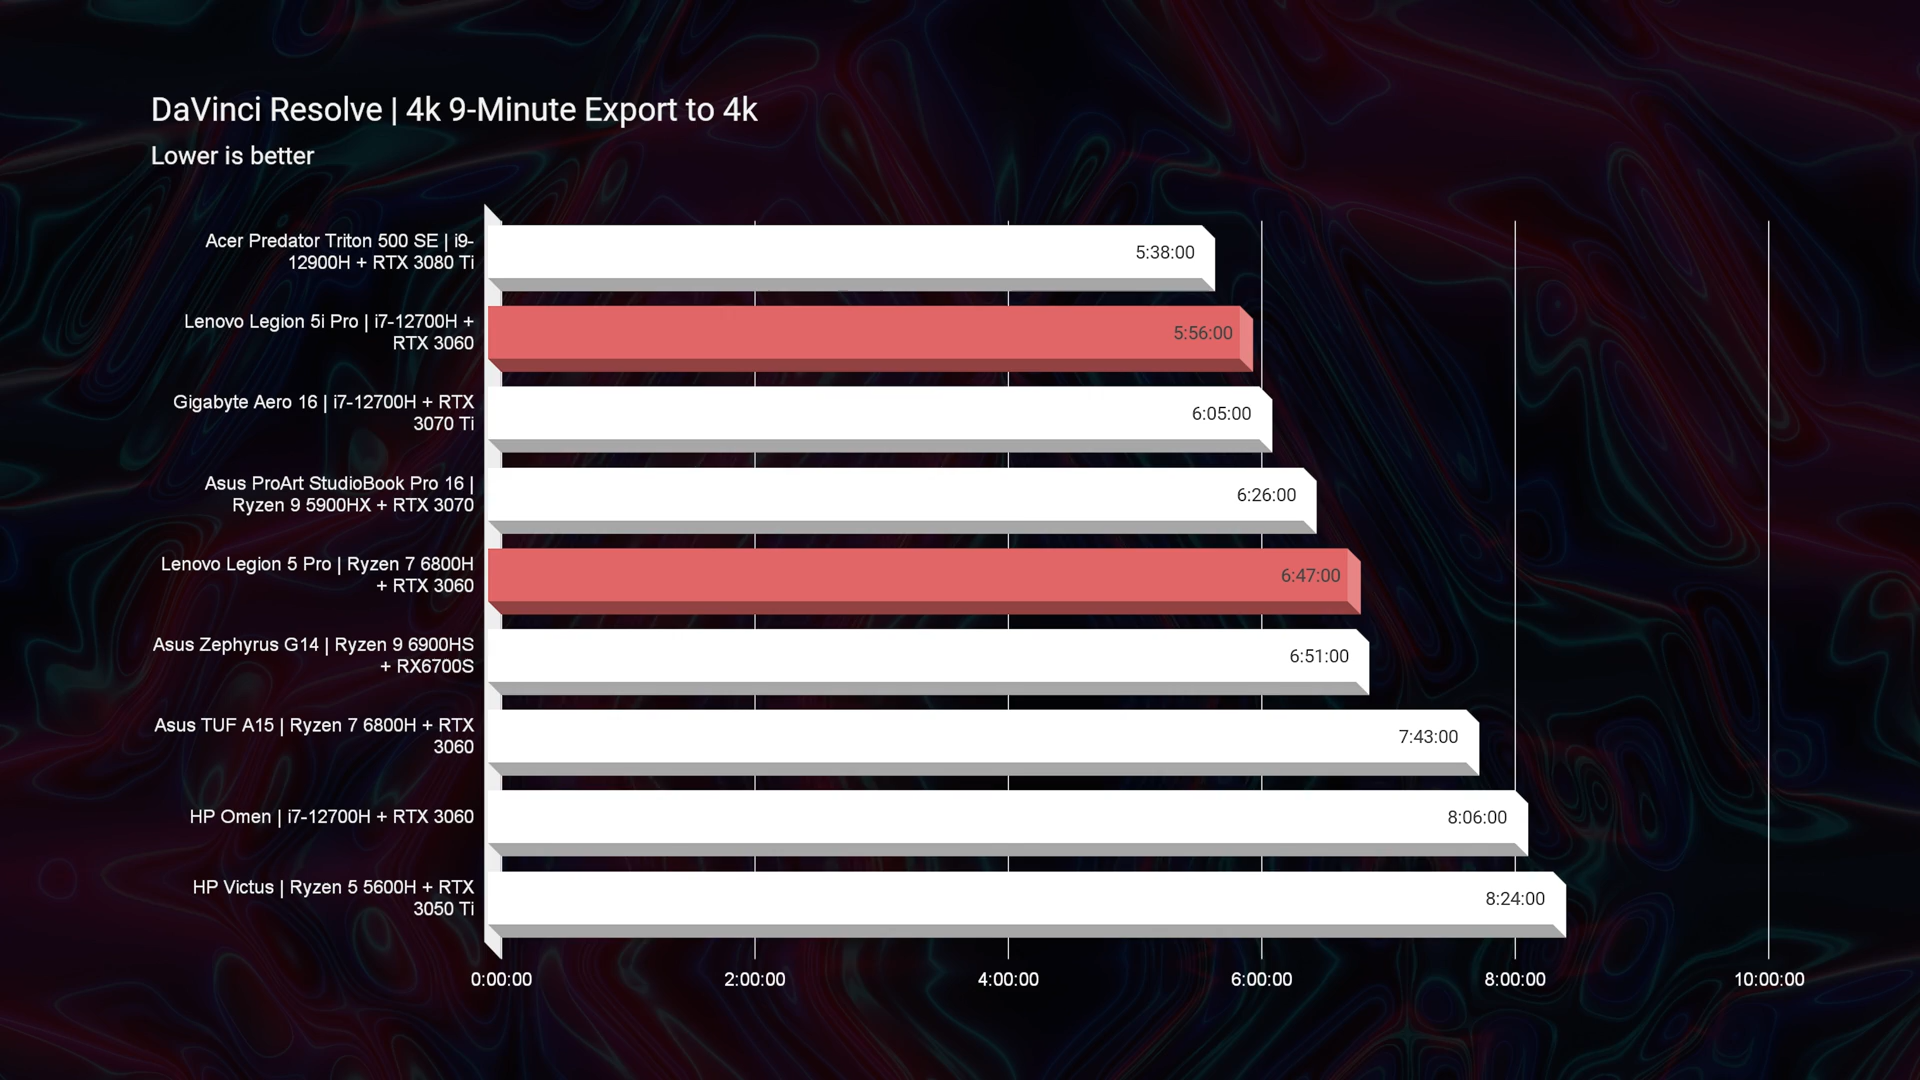 DaVinci Resolve | 4k 9-Minute Export to 4k
Lower is better
Acer Predator Triton 500 SE | i9-
12900H + RTX 3080 Ti
5:38:00
Lenovo Legion 5i Pro | i7-12700H +
RTX 3060
5:56:00
Gigabyte Aero 16 | i7-12700H + RTX
3070 Ti
6:05:00
Asus ProArt StudioBook Pro 16 |
Ryzen 9 5900HX + RTX 3070
6:26:00
Lenovo Legion 5 Pro | Ryzen 7 6800H
+ RTX 3060
6:47:00
Asus Zephyrus G14 | Ryzen 9 6900HS
+ RX6700S
6:51:00
Asus TUF A15 | Ryzen 7 6800H + RTX
3060
7:43:00
HP Omen | i7-12700H + RTX 3060
8:06:00
HP Victus | Ryzen 5 5600H + RTX
3050 Ti
8:24:00
0:00:00 2:00:00 4:00:00 6:00:00 8:00:00 10:00:00